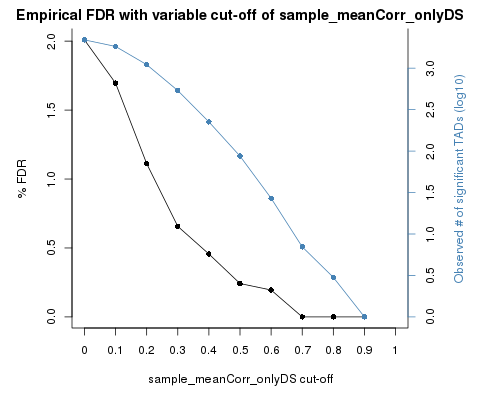 Empirical FDR with variable cut-off of sample_meanCorr_onlyDS
% FDR
2.0
1.5
1.0
0.5
0.0
3.0
2.5
2.0
1.5
1.0
0.5
0.0
Observed # of significant TADs (log10)
0 0.1 0.2 0.3 0.4 0.5 0.6 0.7 0.8 0.9 1
sample_meanCorr_onlyDS cut-off